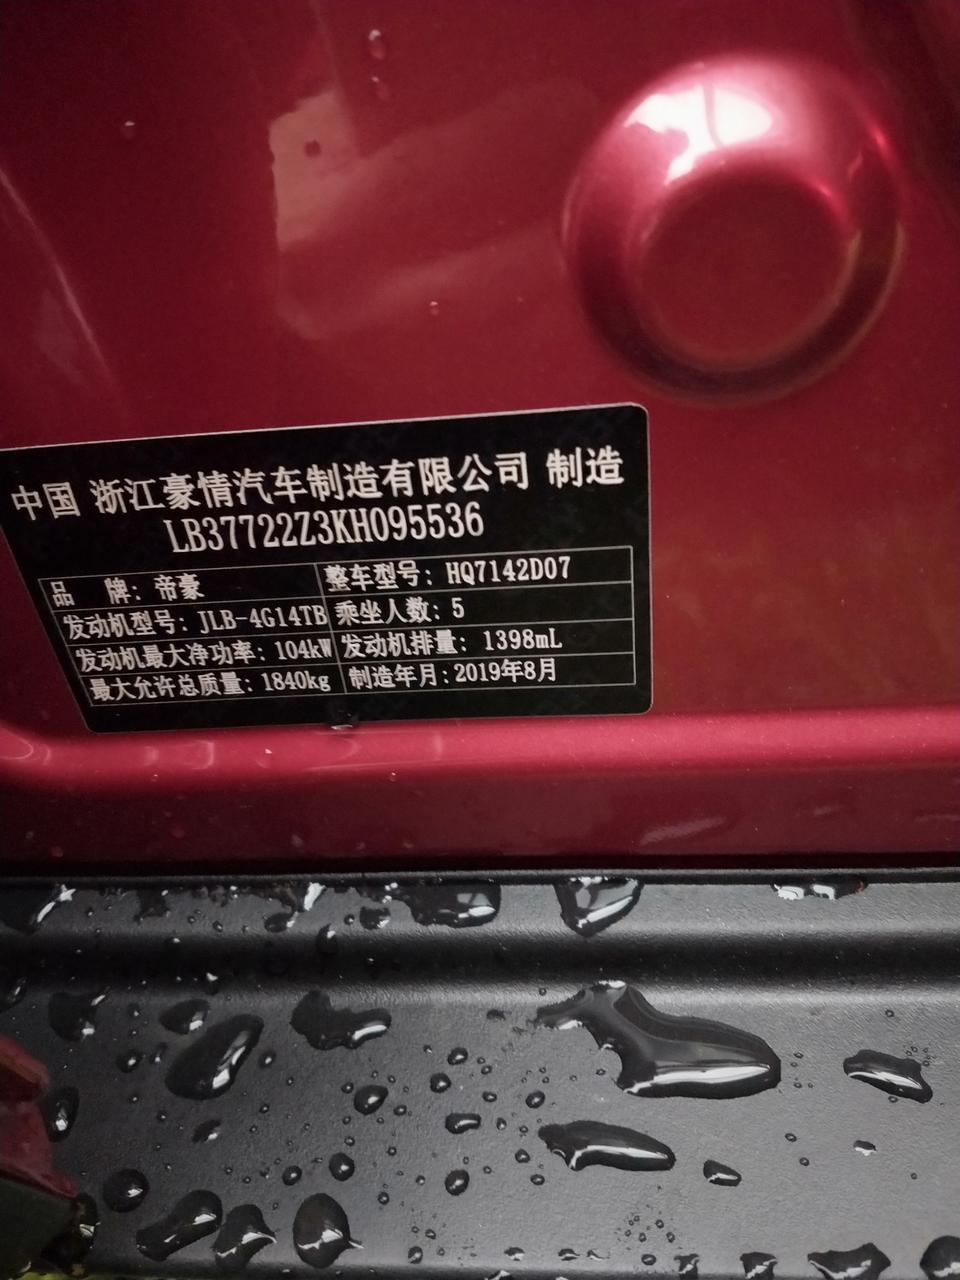 中国 浙江豪情汽车制造有限公司 制造
LB37722Z3KH095536
品 牌: 帝豪 整车型号: HQ7142D07
发动机型号: JLB-4G14TB 乘坐人数: 5
发动机最大净功率: 104kW 发动机排量: 1398mL
最大允许总质量: 1840kg 制造年月: 2019年8月